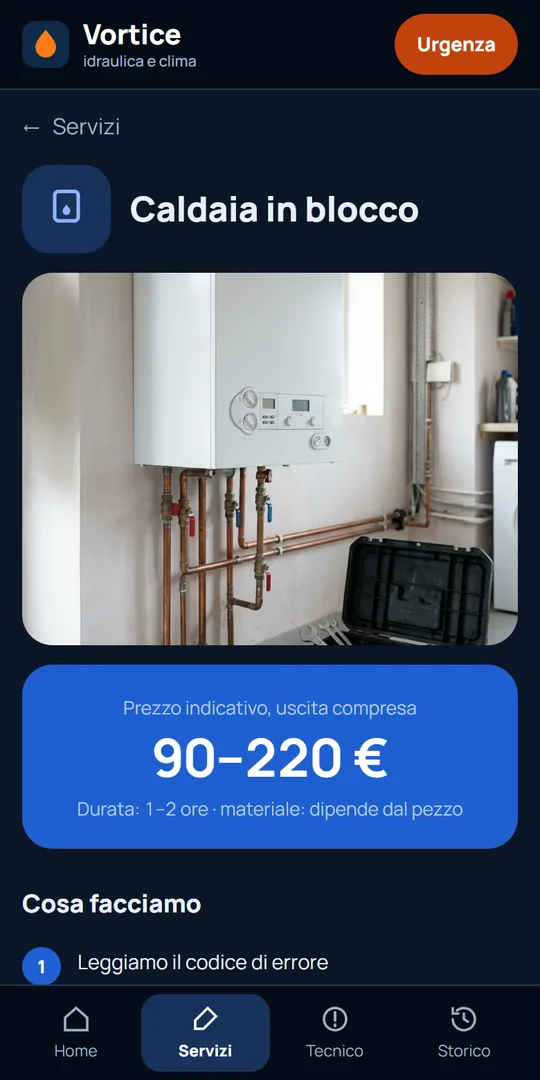 Vortice
idraulica e clima
Urgenza
← Servizi
Caldaia in blocco
Prezzo indicativo, uscita compresa
90–220 €
Durata: 1–2 ore · materiale: dipende dal pezzo
Cosa facciamo
1 Leggiamo il codice di errore
Home
Servizi
Tecnico
Storico